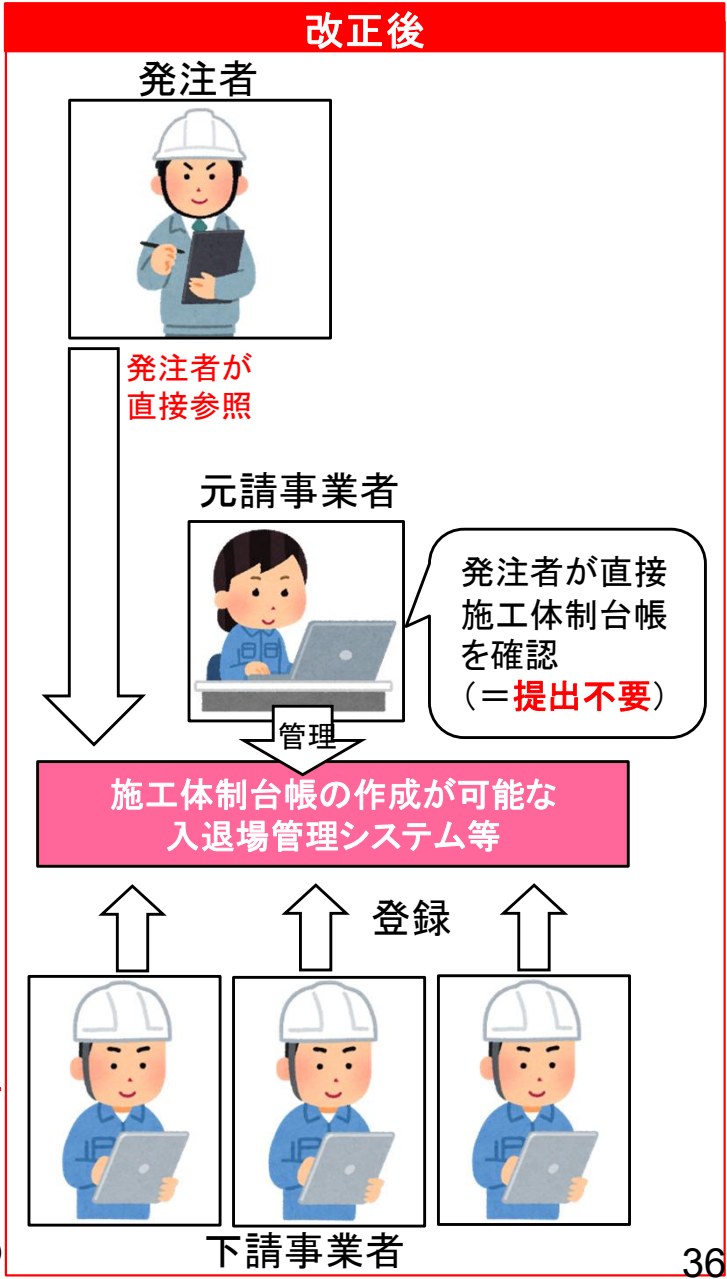 改正後
発注者
発注者が
直接参照
元請事業者
発注者が直接
施工体制台帳
を確認
(=提出不要)
管理
施工体制台帳の作成が可能な
入退場管理システム等
登録
下請事業者
36